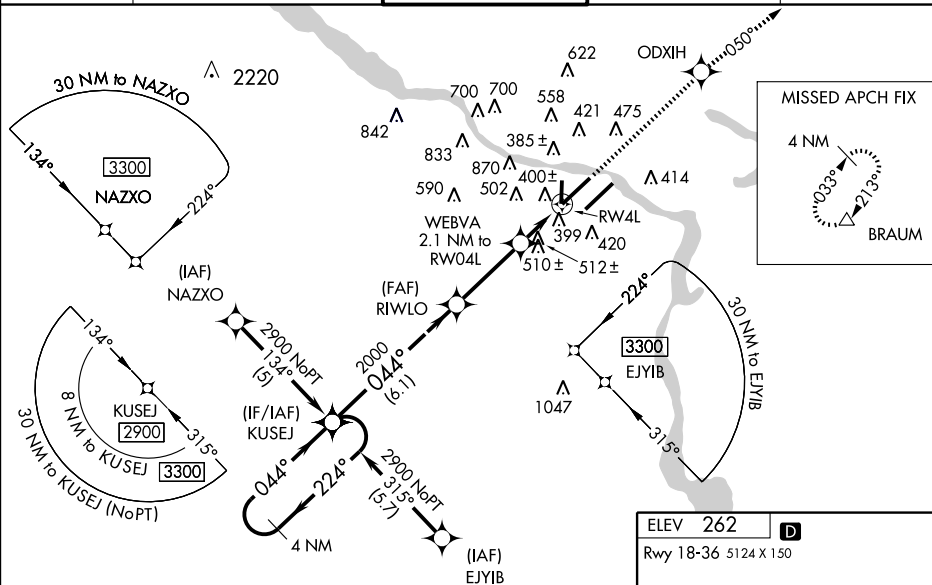 30 NM to NAZXO
134°
3300
NAZXO
224°
2220
842
700
700
833
590
870
502
622
558
421
475
385±
400±
414
399
420
510±
512±
RW4L
ODXIH
050°
MISSED APCH FIX
4 NM
033°
213°
BRAUM
WEBVA
2.1 NM to
RW04L
(FAF)
RIWLO
(IAF)
NAZXO
2900 NoPT
134°
(5)
2000
044°
(6.1)
(IF/IAF)
KUSEJ
044°
224°
4 NM
2900 NoPT
315°
(5.7)
(IAF)
EJYIB
134°
KUSEJ
2900
315°
8 NM to KUSEJ
3300
30 NM to KUSEJ (NoPT)
224°
3300
EJYIB
315°
30 NM to EJYIB
1047
ELEV 262
D
Rwy 18-36 5124 X 150